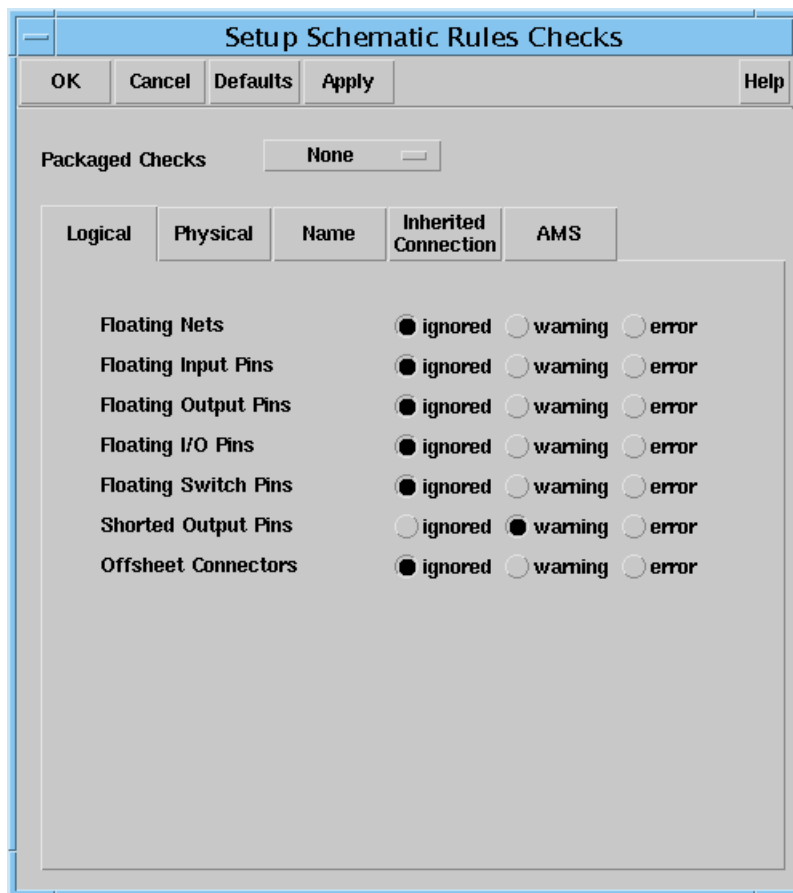 Setup Schematic Rules Checks
OK Cancel Defaults Apply Help
Packaged Checks None
Logical Physical Name Inherited Connection AMS
Floating Nets ignored warning error
Floating Input Pins ignored warning error
Floating Output Pins ignored warning error
Floating I/O Pins ignored warning error
Floating Switch Pins ignored warning error
Shorted Output Pins ignored warning error
Offsheet Connectors ignored warning error